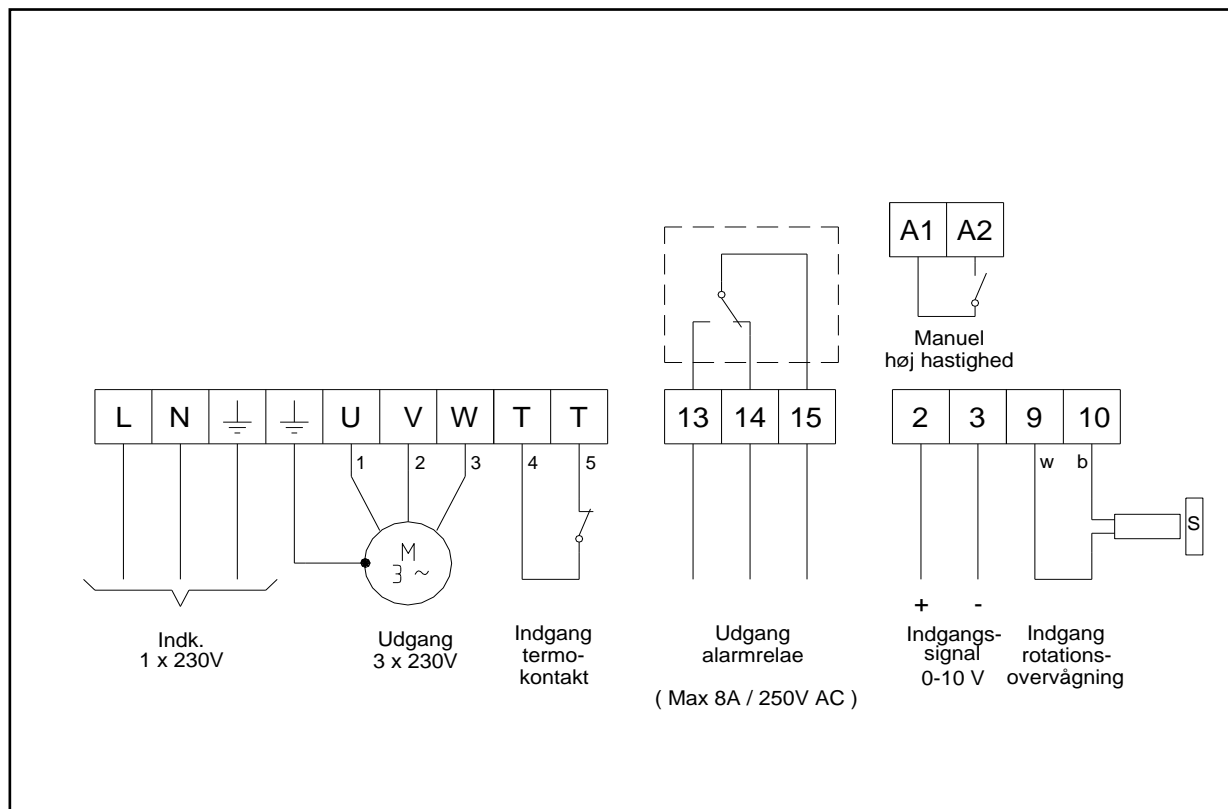 A1 A2
Manuel
høj hastighed
L N U V W T T
13 14 15
2 3 9 10
1 2 3 4 5
w b
S
M
3 ~
+ -
Indk.
1 x 230V
Udgang
3 x 230V
Indgang
termo-
kontakt
Udgang
alarmrelae
( Max 8A / 250V AC )
Indgangs-
signal
0-10 V
Indgang
rotations-
overvågning